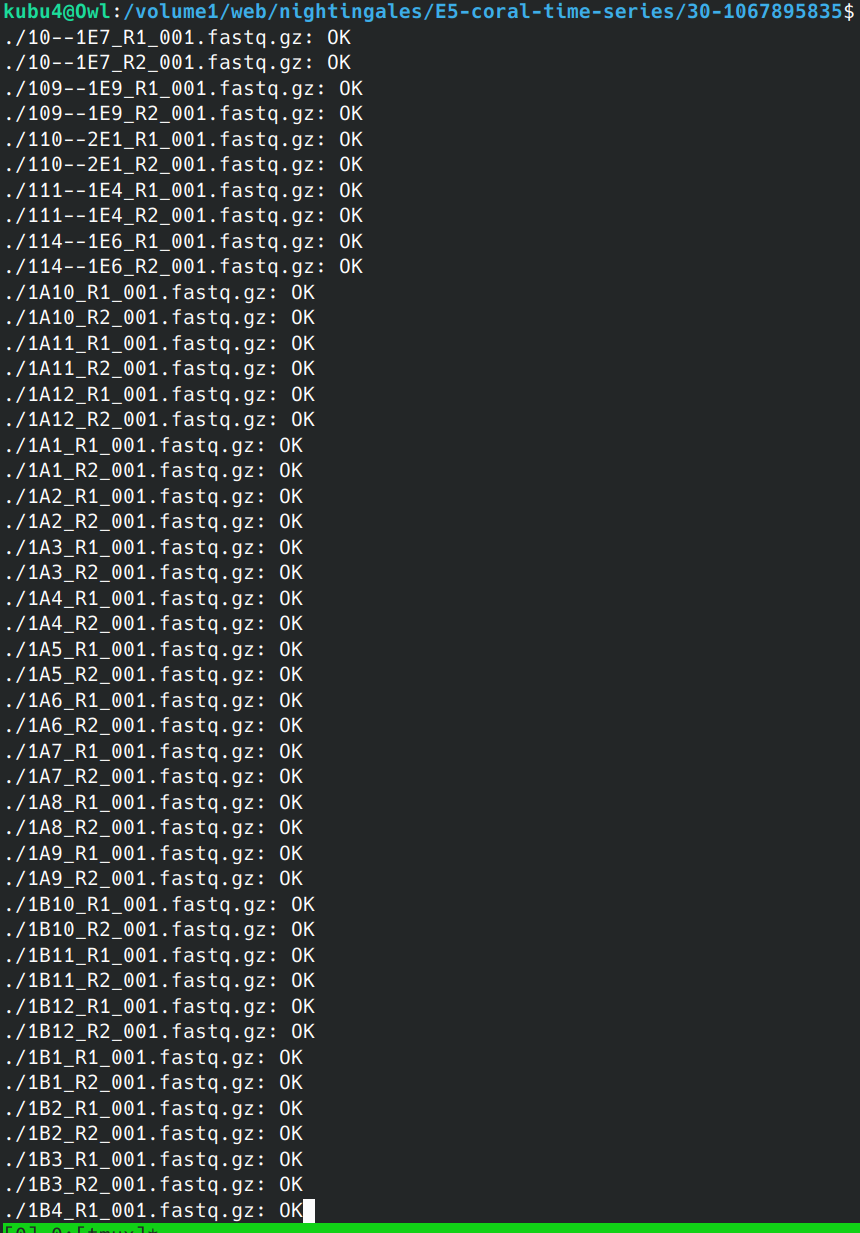 kubu4@Owl:/volume1/web/nightingales/E5-coral-time-series/30-1067895835$
./10--1E7_R1_001.fastq.gz: OK
./10--1E7_R2_001.fastq.gz: OK
./109--1E9_R1_001.fastq.gz: OK
./109--1E9_R2_001.fastq.gz: OK
./110--2E1_R1_001.fastq.gz: OK
./110--2E1_R2_001.fastq.gz: OK
./111--1E4_R1_001.fastq.gz: OK
./111--1E4_R2_001.fastq.gz: OK
./114--1E6_R1_001.fastq.gz: OK
./114--1E6_R2_001.fastq.gz: OK
./1A10_R1_001.fastq.gz: OK
./1A10_R2_001.fastq.gz: OK
./1A11_R1_001.fastq.gz: OK
./1A11_R2_001.fastq.gz: OK
./1A12_R1_001.fastq.gz: OK
./1A12_R2_001.fastq.gz: OK
./1A1_R1_001.fastq.gz: OK
./1A1_R2_001.fastq.gz: OK
./1A2_R1_001.fastq.gz: OK
./1A2_R2_001.fastq.gz: OK
./1A3_R1_001.fastq.gz: OK
./1A3_R2_001.fastq.gz: OK
./1A4_R1_001.fastq.gz: OK
./1A4_R2_001.fastq.gz: OK
./1A5_R1_001.fastq.gz: OK
./1A5_R2_001.fastq.gz: OK
./1A6_R1_001.fastq.gz: OK
./1A6_R2_001.fastq.gz: OK
./1A7_R1_001.fastq.gz: OK
./1A7_R2_001.fastq.gz: OK
./1A8_R1_001.fastq.gz: OK
./1A8_R2_001.fastq.gz: OK
./1A9_R1_001.fastq.gz: OK
./1A9_R2_001.fastq.gz: OK
./1B10_R1_001.fastq.gz: OK
./1B10_R2_001.fastq.gz: OK
./1B11_R1_001.fastq.gz: OK
./1B11_R2_001.fastq.gz: OK
./1B12_R1_001.fastq.gz: OK
./1B12_R2_001.fastq.gz: OK
./1B1_R1_001.fastq.gz: OK
./1B1_R2_001.fastq.gz: OK
./1B2_R1_001.fastq.gz: OK
./1B2_R2_001.fastq.gz: OK
./1B3_R1_001.fastq.gz: OK
./1B3_R2_001.fastq.gz: OK
./1B4_R1_001.fastq.gz: OK